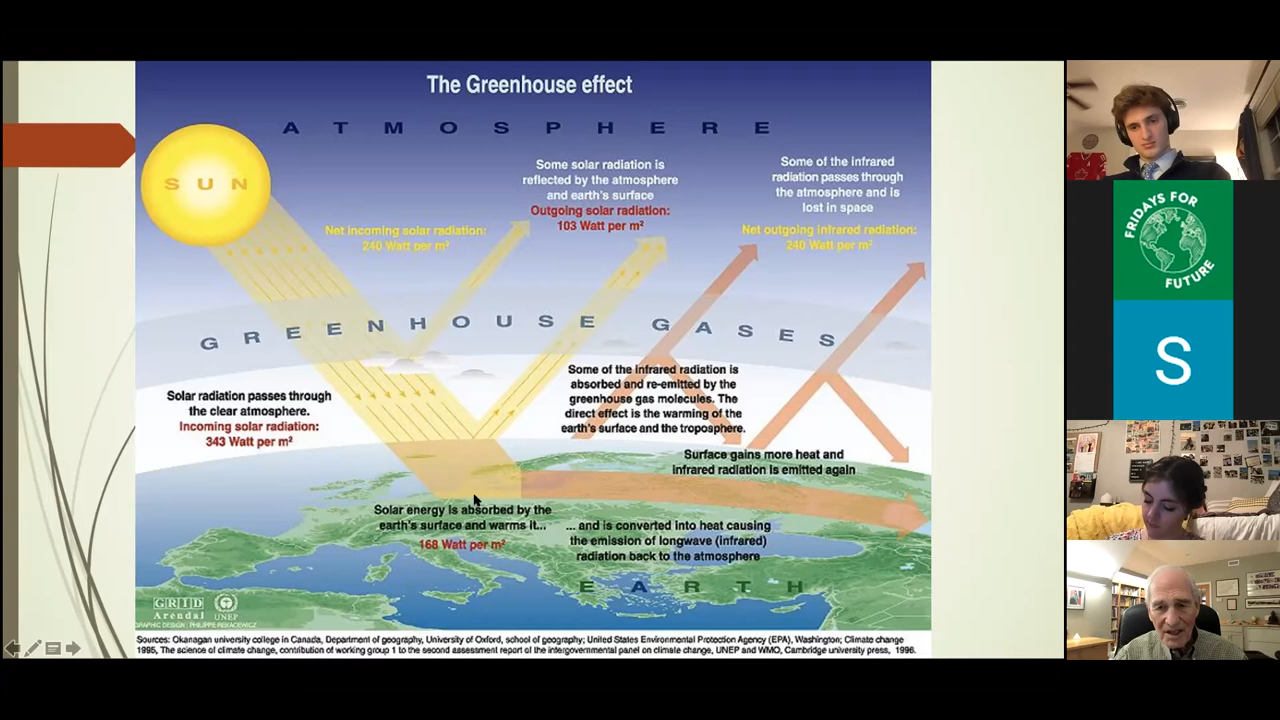 The Greenhouse effect
ATMOSPHERE
SUN
Some solar radiation is
reflected by the atmosphere
and earth's surface
Outgoing solar radiation:
103 Watt per m²
Some of the infrared
radiation passes through
the atmosphere and is
lost in space
Net outgoing infrared radiation:
240 Watt per m²
Net incoming solar radiation:
240 Watt per m²
GREENHOUSE GASES
Solar radiation passes through
the clear atmosphere.
Incoming solar radiation:
343 Watt per m²
Some of the infrared radiation is
absorbed and re-emitted by the
greenhouse gas molecules. The
direct effect is the warming of the
earth's surface and the troposphere.
Surface gains more heat and
infrared radiation is emitted again
Solar energy is absorbed by the
earth's surface and warms it...
168 Watt per m²
... and is converted into heat causing
the emission of longwave (infrared)
radiation back to the atmosphere
EARTH
GRID
Arendal
UNEP
GRAPHIC DESIGN : PHILIPPE REKACEWICZ
Sources: Okanagan university college in Canada, Department of geography, University of Oxford, school of geography; United States Environmental Protection Agency (EPA), Washington; Climate change
1995, The science of climate change, contribution of working group 1 to the second assessment report of the intergovernmental panel on climate change, UNEP and WMO, Cambridge university press, 1996.
FRIDAYS FOR
FUTURE
S